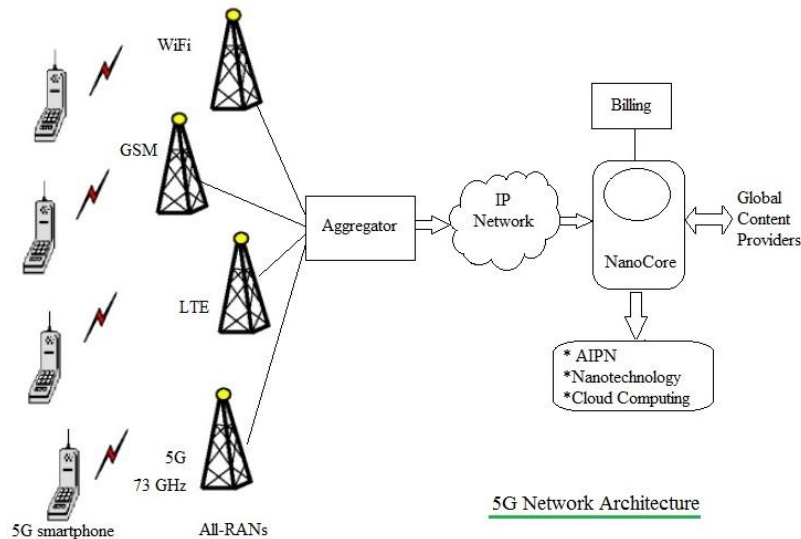 WiFi
GSM
LTE
5G
73 GHz
5G smartphone
All-RANs
Aggregator
IP
Network
Billing
NanoCore
Global
Content
Providers
* AIPN
*Nanotechnology
*Cloud Computing
5G Network Architecture